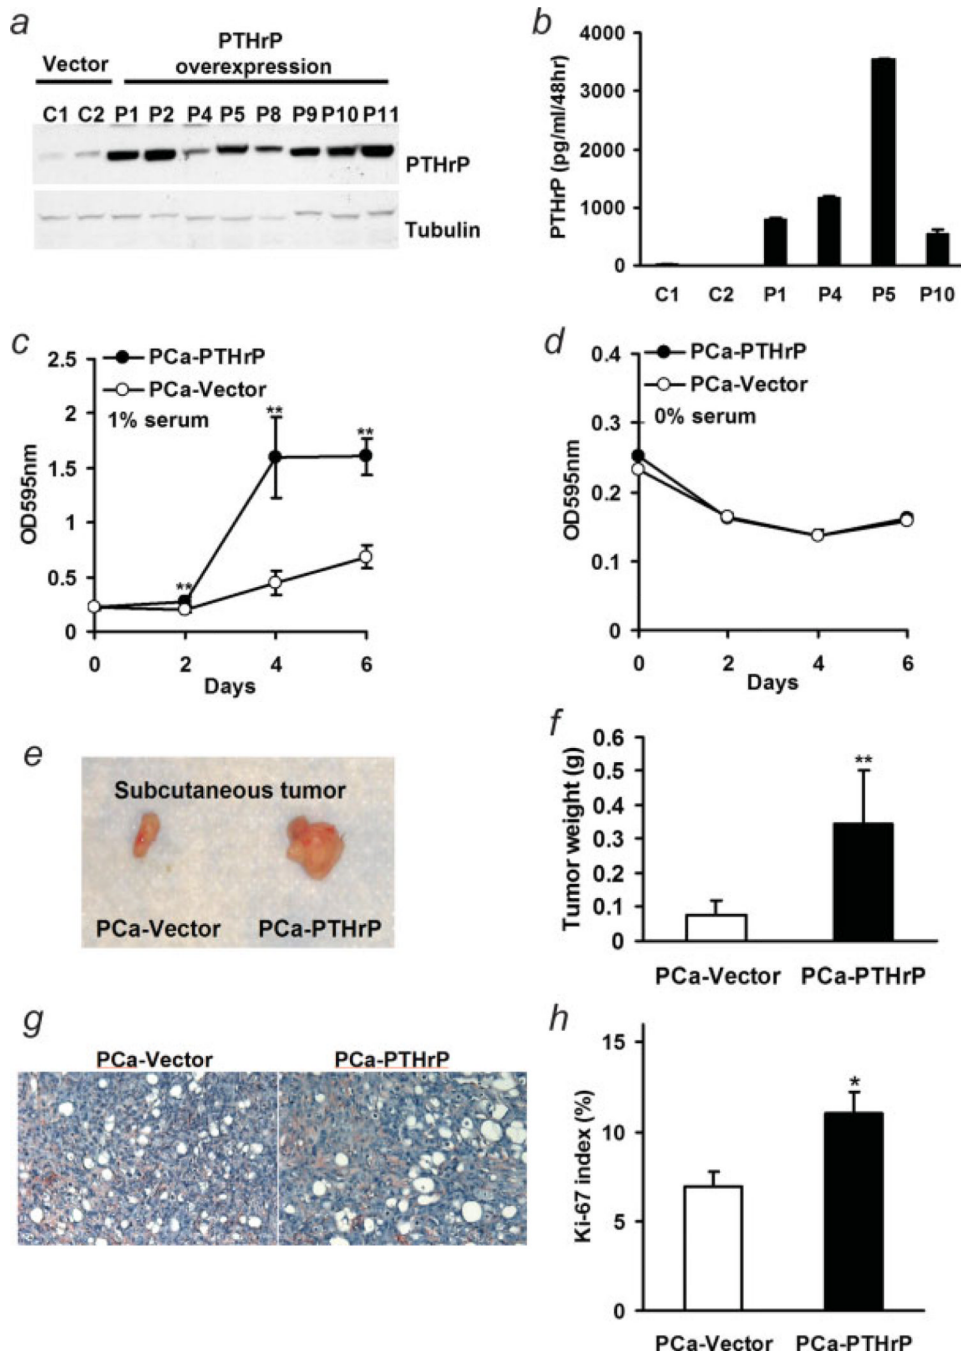 a
PTHrP
Vector
overexpression
C1 C2 P1 P2 P4 P5 P8 P9 P10 P11
PTHrP
Tubulin
b
PTHrP (pg/ml/48hr)
4000
3000
2000
1000
0
C1 C2 P1 P4 P5 P10
c
PCa-PTHrP
PCa-Vector
1% serum
OD595nm
2.5
2
1.5
1
0.5
0
**
**
**
0 2 4 6
Days
d
PCa-PTHrP
PCa-Vector
0% serum
OD595nm
0.4
0.3
0.2
0.1
0
0 2 4 6
Days
e
Subcutaneous tumor
PCa-Vector PCa-PTHrP
f
Tumor weight (g)
0.6
0.5
0.4
0.3
0.2
0.1
0
**
PCa-Vector PCa-PTHrP
g
PCa-Vector PCa-PTHrP
h
Ki-67 index (%)
15
10
5
0
*
PCa-Vector PCa-PTHrP